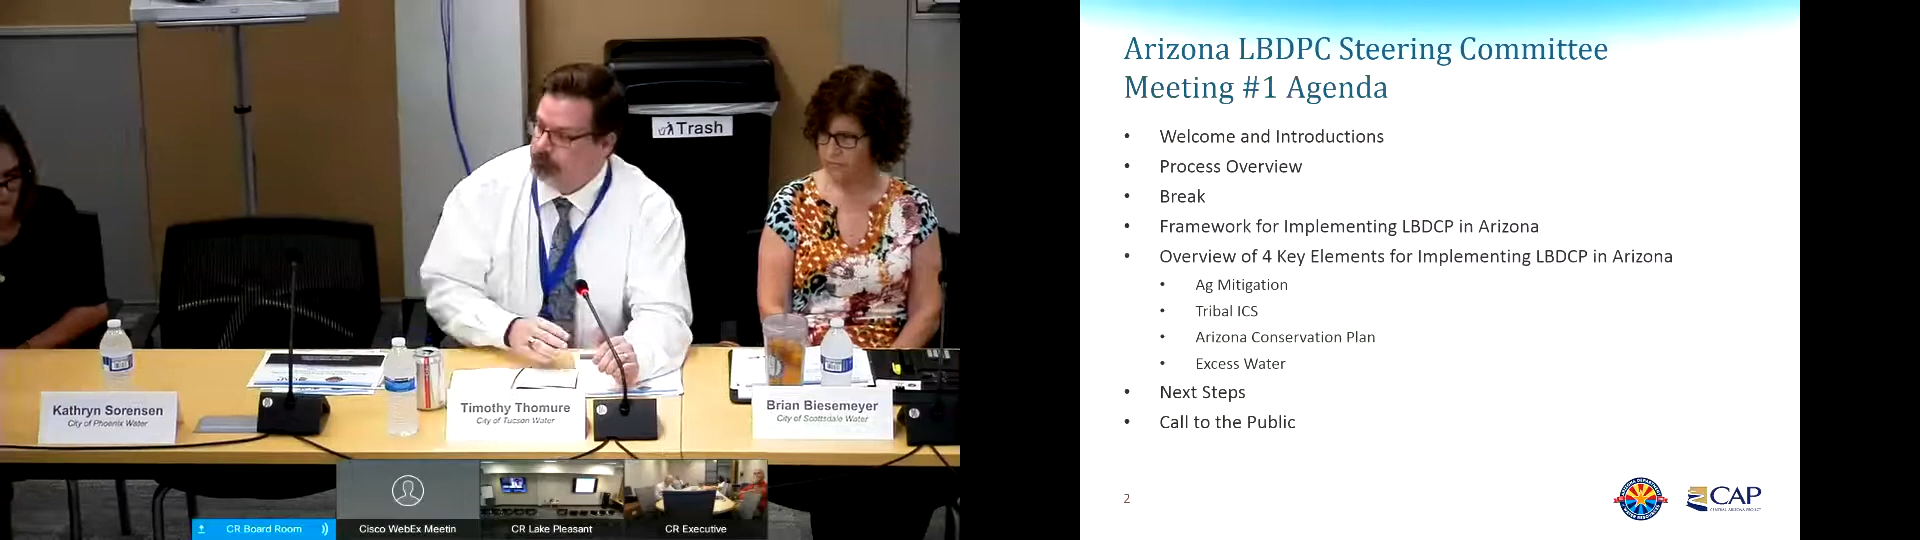 Trash
Kathryn Sorensen
City of Phoenix Water
Timothy Thomure
City of Tucson Water
Brian Biesemeyer
City of Scottsdale Water
CR Board Room
Cisco WebEx Meetin
CR Lake Pleasant
CR Executive
Arizona LBDPC Steering Committee
Meeting #1 Agenda
• Welcome and Introductions
• Process Overview
• Break
• Framework for Implementing LBDCP in Arizona
• Overview of 4 Key Elements for Implementing LBDCP in Arizona
• Ag Mitigation
• Tribal ICS
• Arizona Conservation Plan
• Excess Water
• Next Steps
• Call to the Public
2
CAP
CENTRAL ARIZONA PROJECT